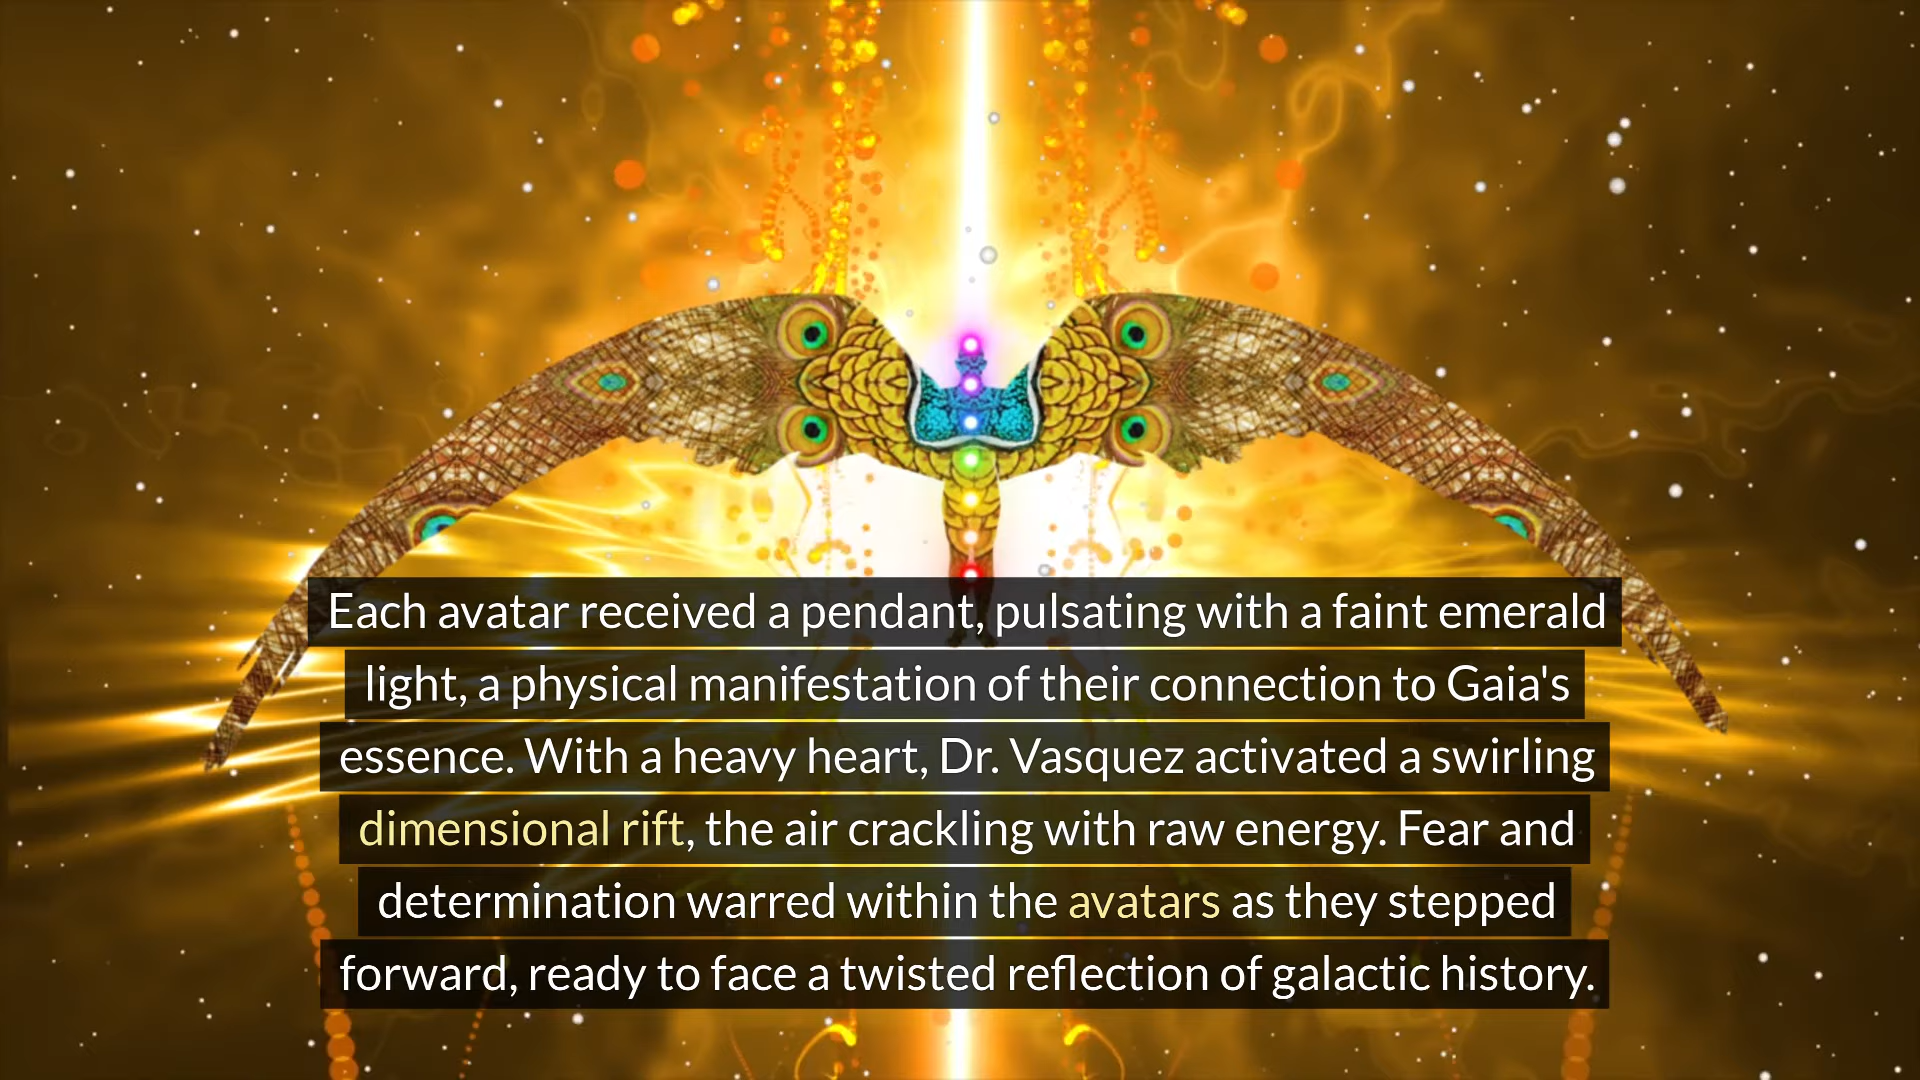 Each avatar received a pendant, pulsating with a faint emerald
light, a physical manifestation of their connection to Gaia's
essence. With a heavy heart, Dr. Vasquez activated a swirling
dimensional rift, the air crackling with raw energy. Fear and
determination warred within the avatars as they stepped
forward, ready to face a twisted reflection of galactic history.